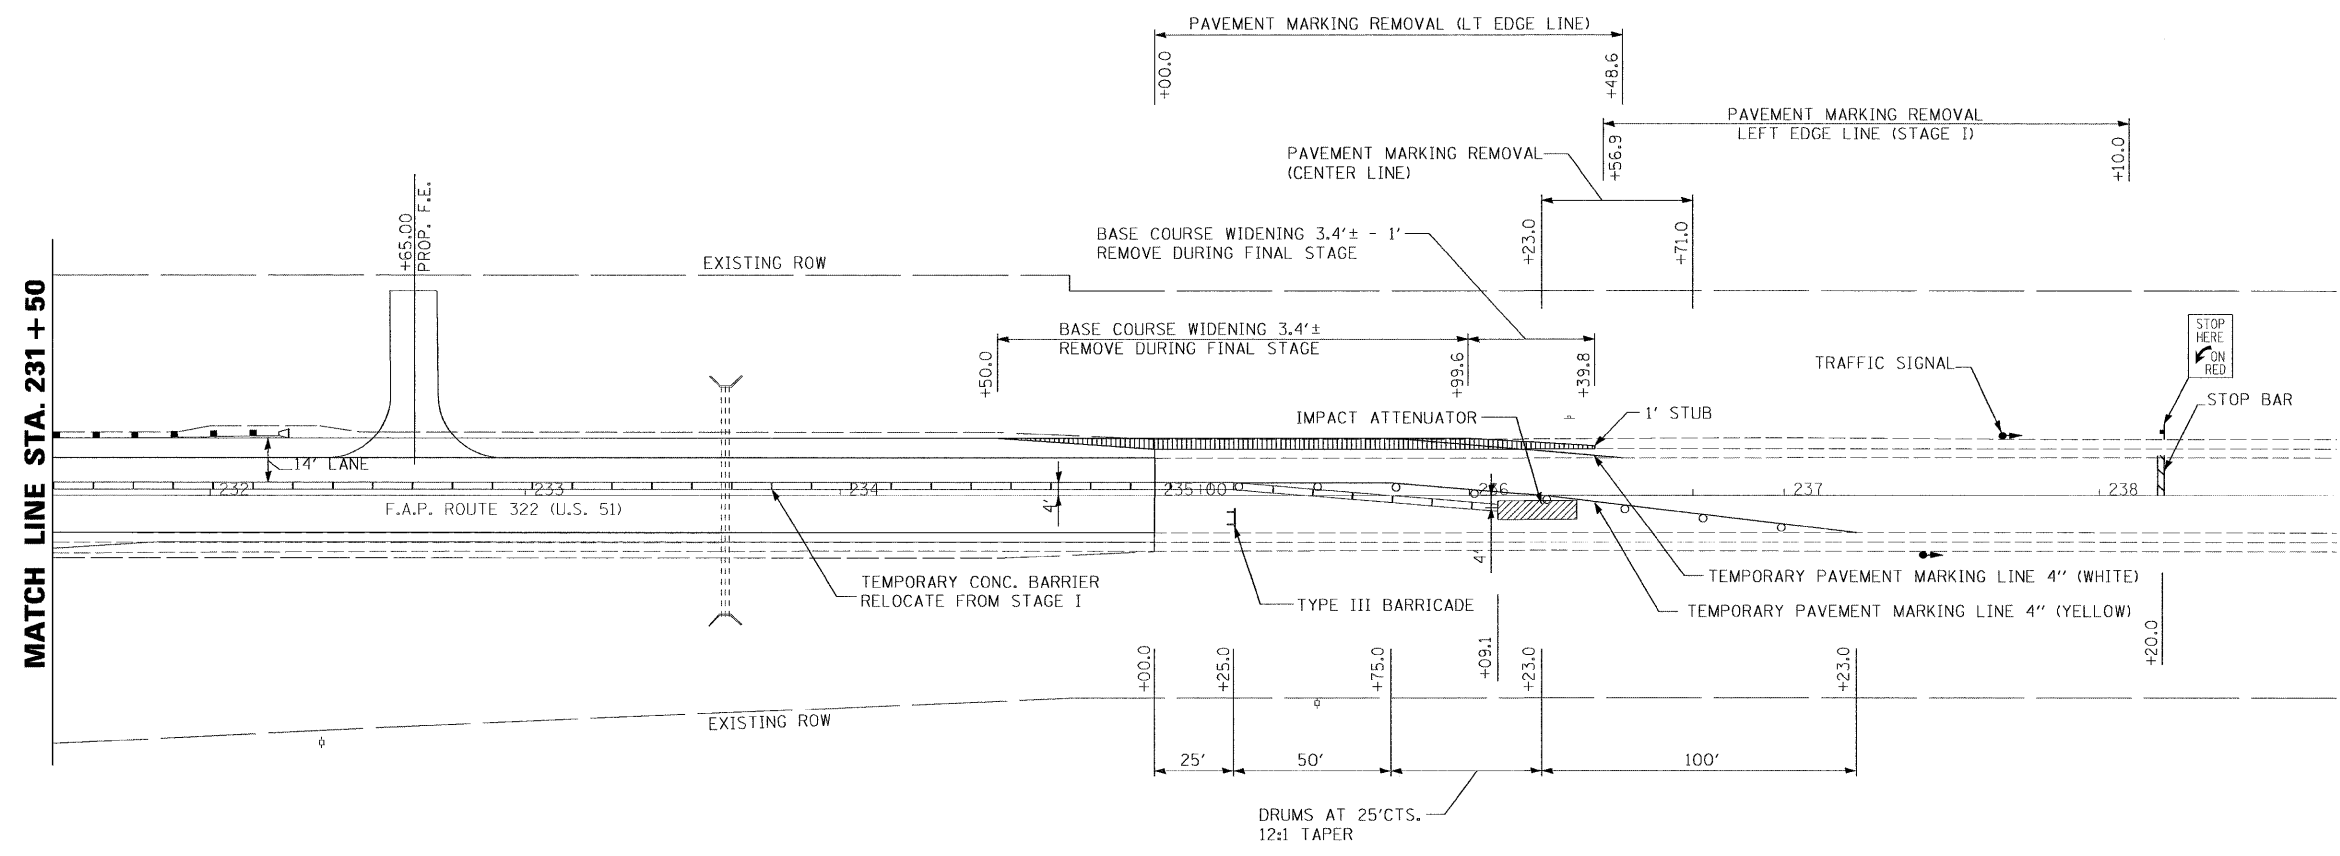 PAVEMENT MARKING REMOVAL (LT EDGE LINE)
+00.0
+48.6
PAVEMENT MARKING REMOVAL
LEFT EDGE LINE (STAGE I)
+56.9
+10.0
PAVEMENT MARKING REMOVAL
(CENTER LINE)
+23.0
+71.0
+65.00
PROP. F.E.
BASE COURSE WIDENING 3.4'± - 1'
REMOVE DURING FINAL STAGE
EXISTING ROW
MATCH LINE STA. 231+50
BASE COURSE WIDENING 3.4'±
REMOVE DURING FINAL STAGE
+50.0
+99.6
+39.8
STOP
HERE
ON
RED
TRAFFIC SIGNAL
STOP BAR
IMPACT ATTENUATOR
1' STUB
14' LANE
232
233
234
235+00
236
237
238
F.A.P. ROUTE 322 (U.S. 51)
4'
4'
TEMPORARY CONC. BARRIER
RELOCATE FROM STAGE I
TYPE III BARRICADE
TEMPORARY PAVEMENT MARKING LINE 4" (WHITE)
TEMPORARY PAVEMENT MARKING LINE 4" (YELLOW)
+00.0
+25.0
+75.0
+09.1
+23.0
+23.0
+20.0
EXISTING ROW
25'
50'
100'
DRUMS AT 25'CTS.
12:1 TAPER